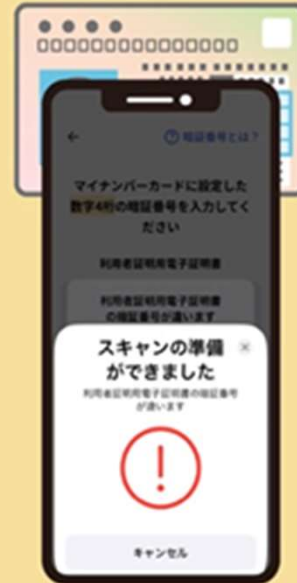 暗証番号とは？
マイナンバーカードに設定した
数字4桁の暗証番号を入力してく
ださい
利用者証明用電子証明書
利用者証明用電子証明書
の暗証番号が違います
スキャンの準備
ができました
利用者証明用電子証明書の暗証番号
が違います
キャンセル